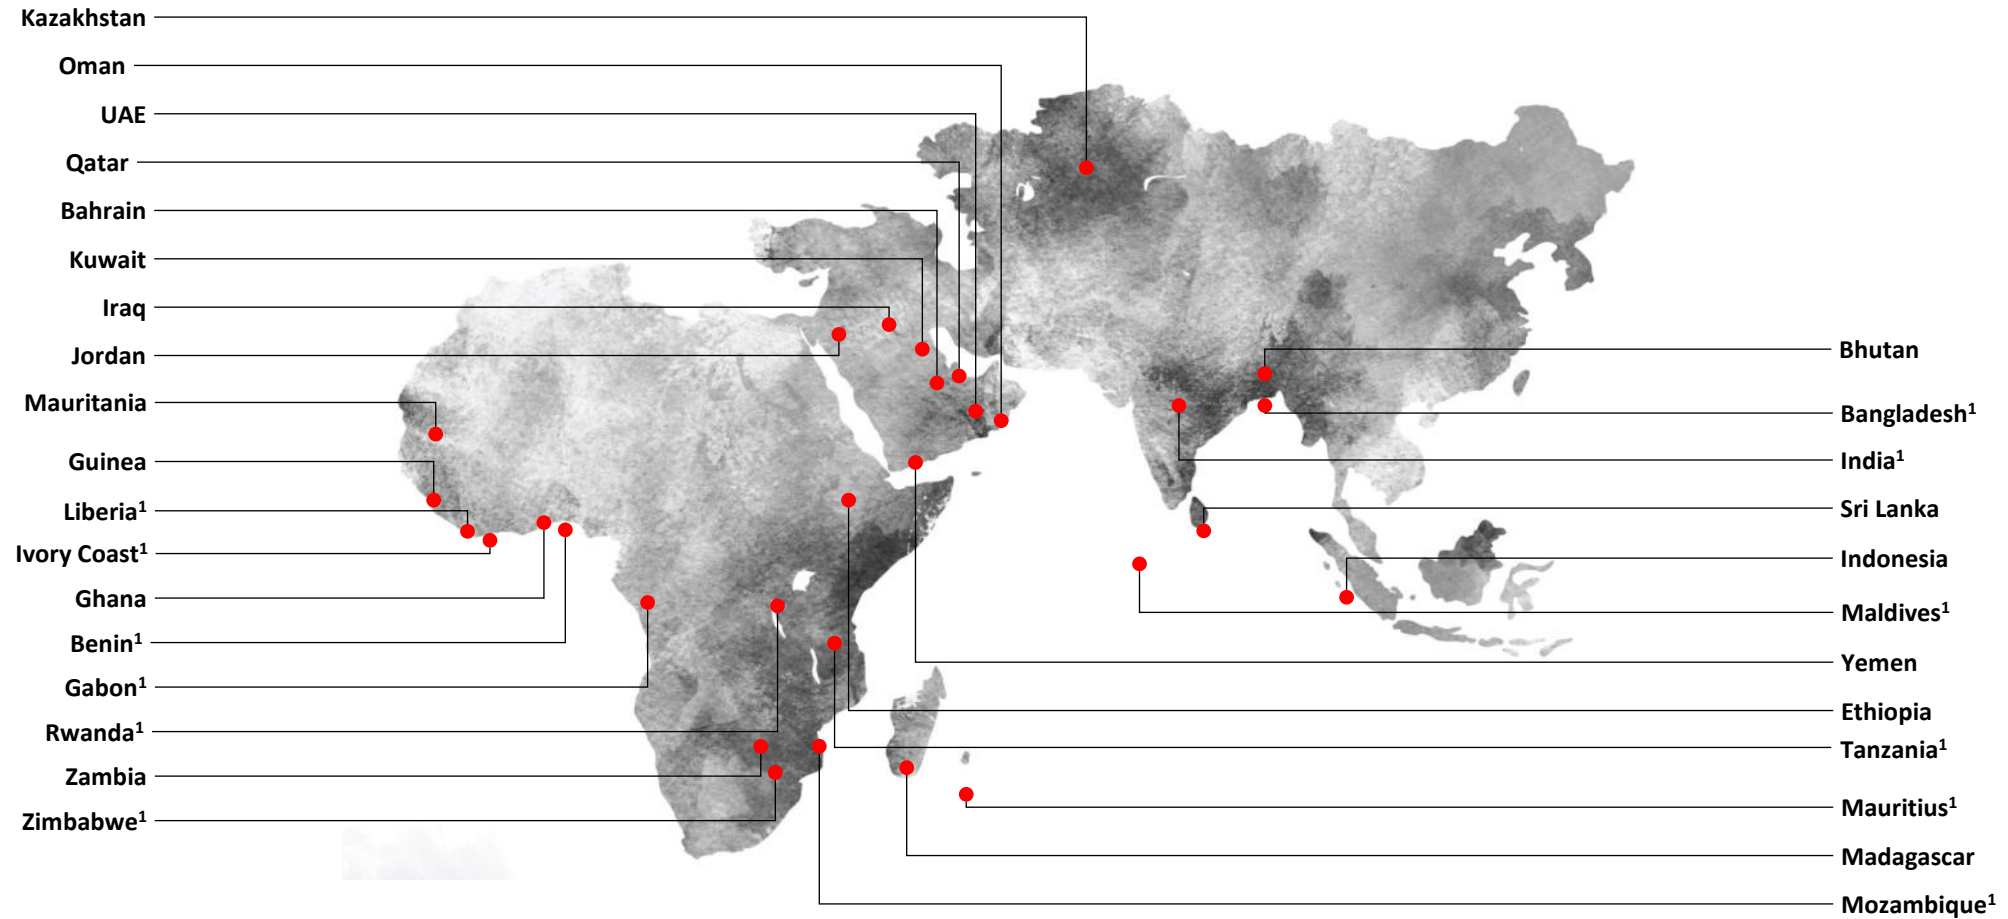 Kazakhstan
Oman
UAE
Qatar
Bahrain
Kuwait
Iraq
Jordan
Mauritania
Guinea
Liberia¹
Ivory Coast¹
Ghana
Benin¹
Gabon¹
Rwanda¹
Zambia
Zimbabwe¹
Bhutan
Bangladesh¹
India¹
Sri Lanka
Indonesia
Maldives¹
Yemen
Ethiopia
Tanzania¹
Mauritius¹
Madagascar
Mozambique¹